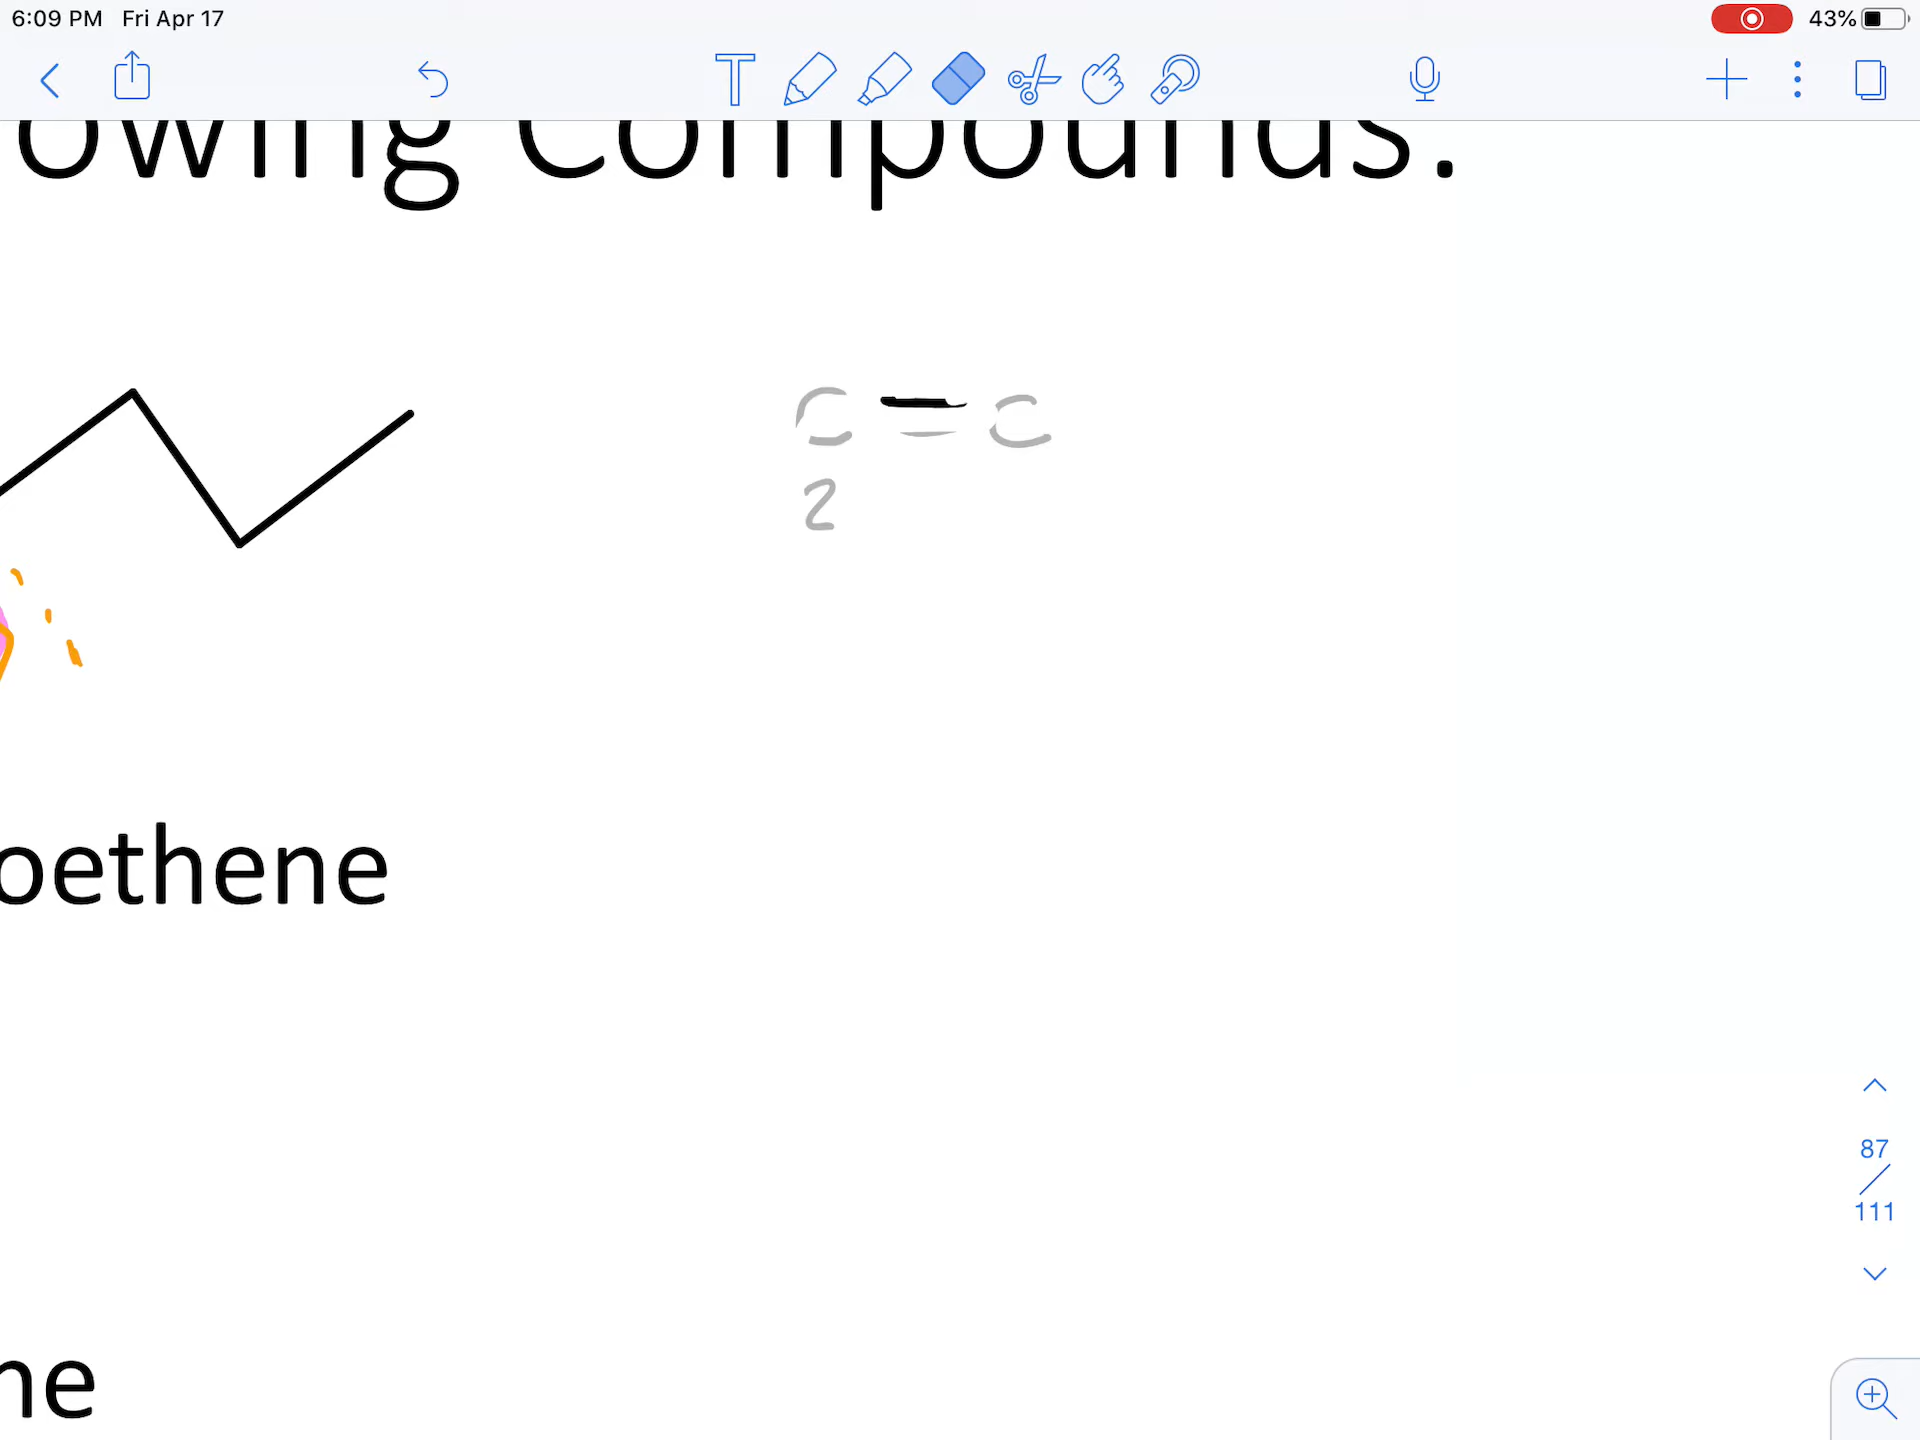 6:09 PM Fri Apr 17
43%
owing Compounds.
C = C
2
oethene
87
111
ne